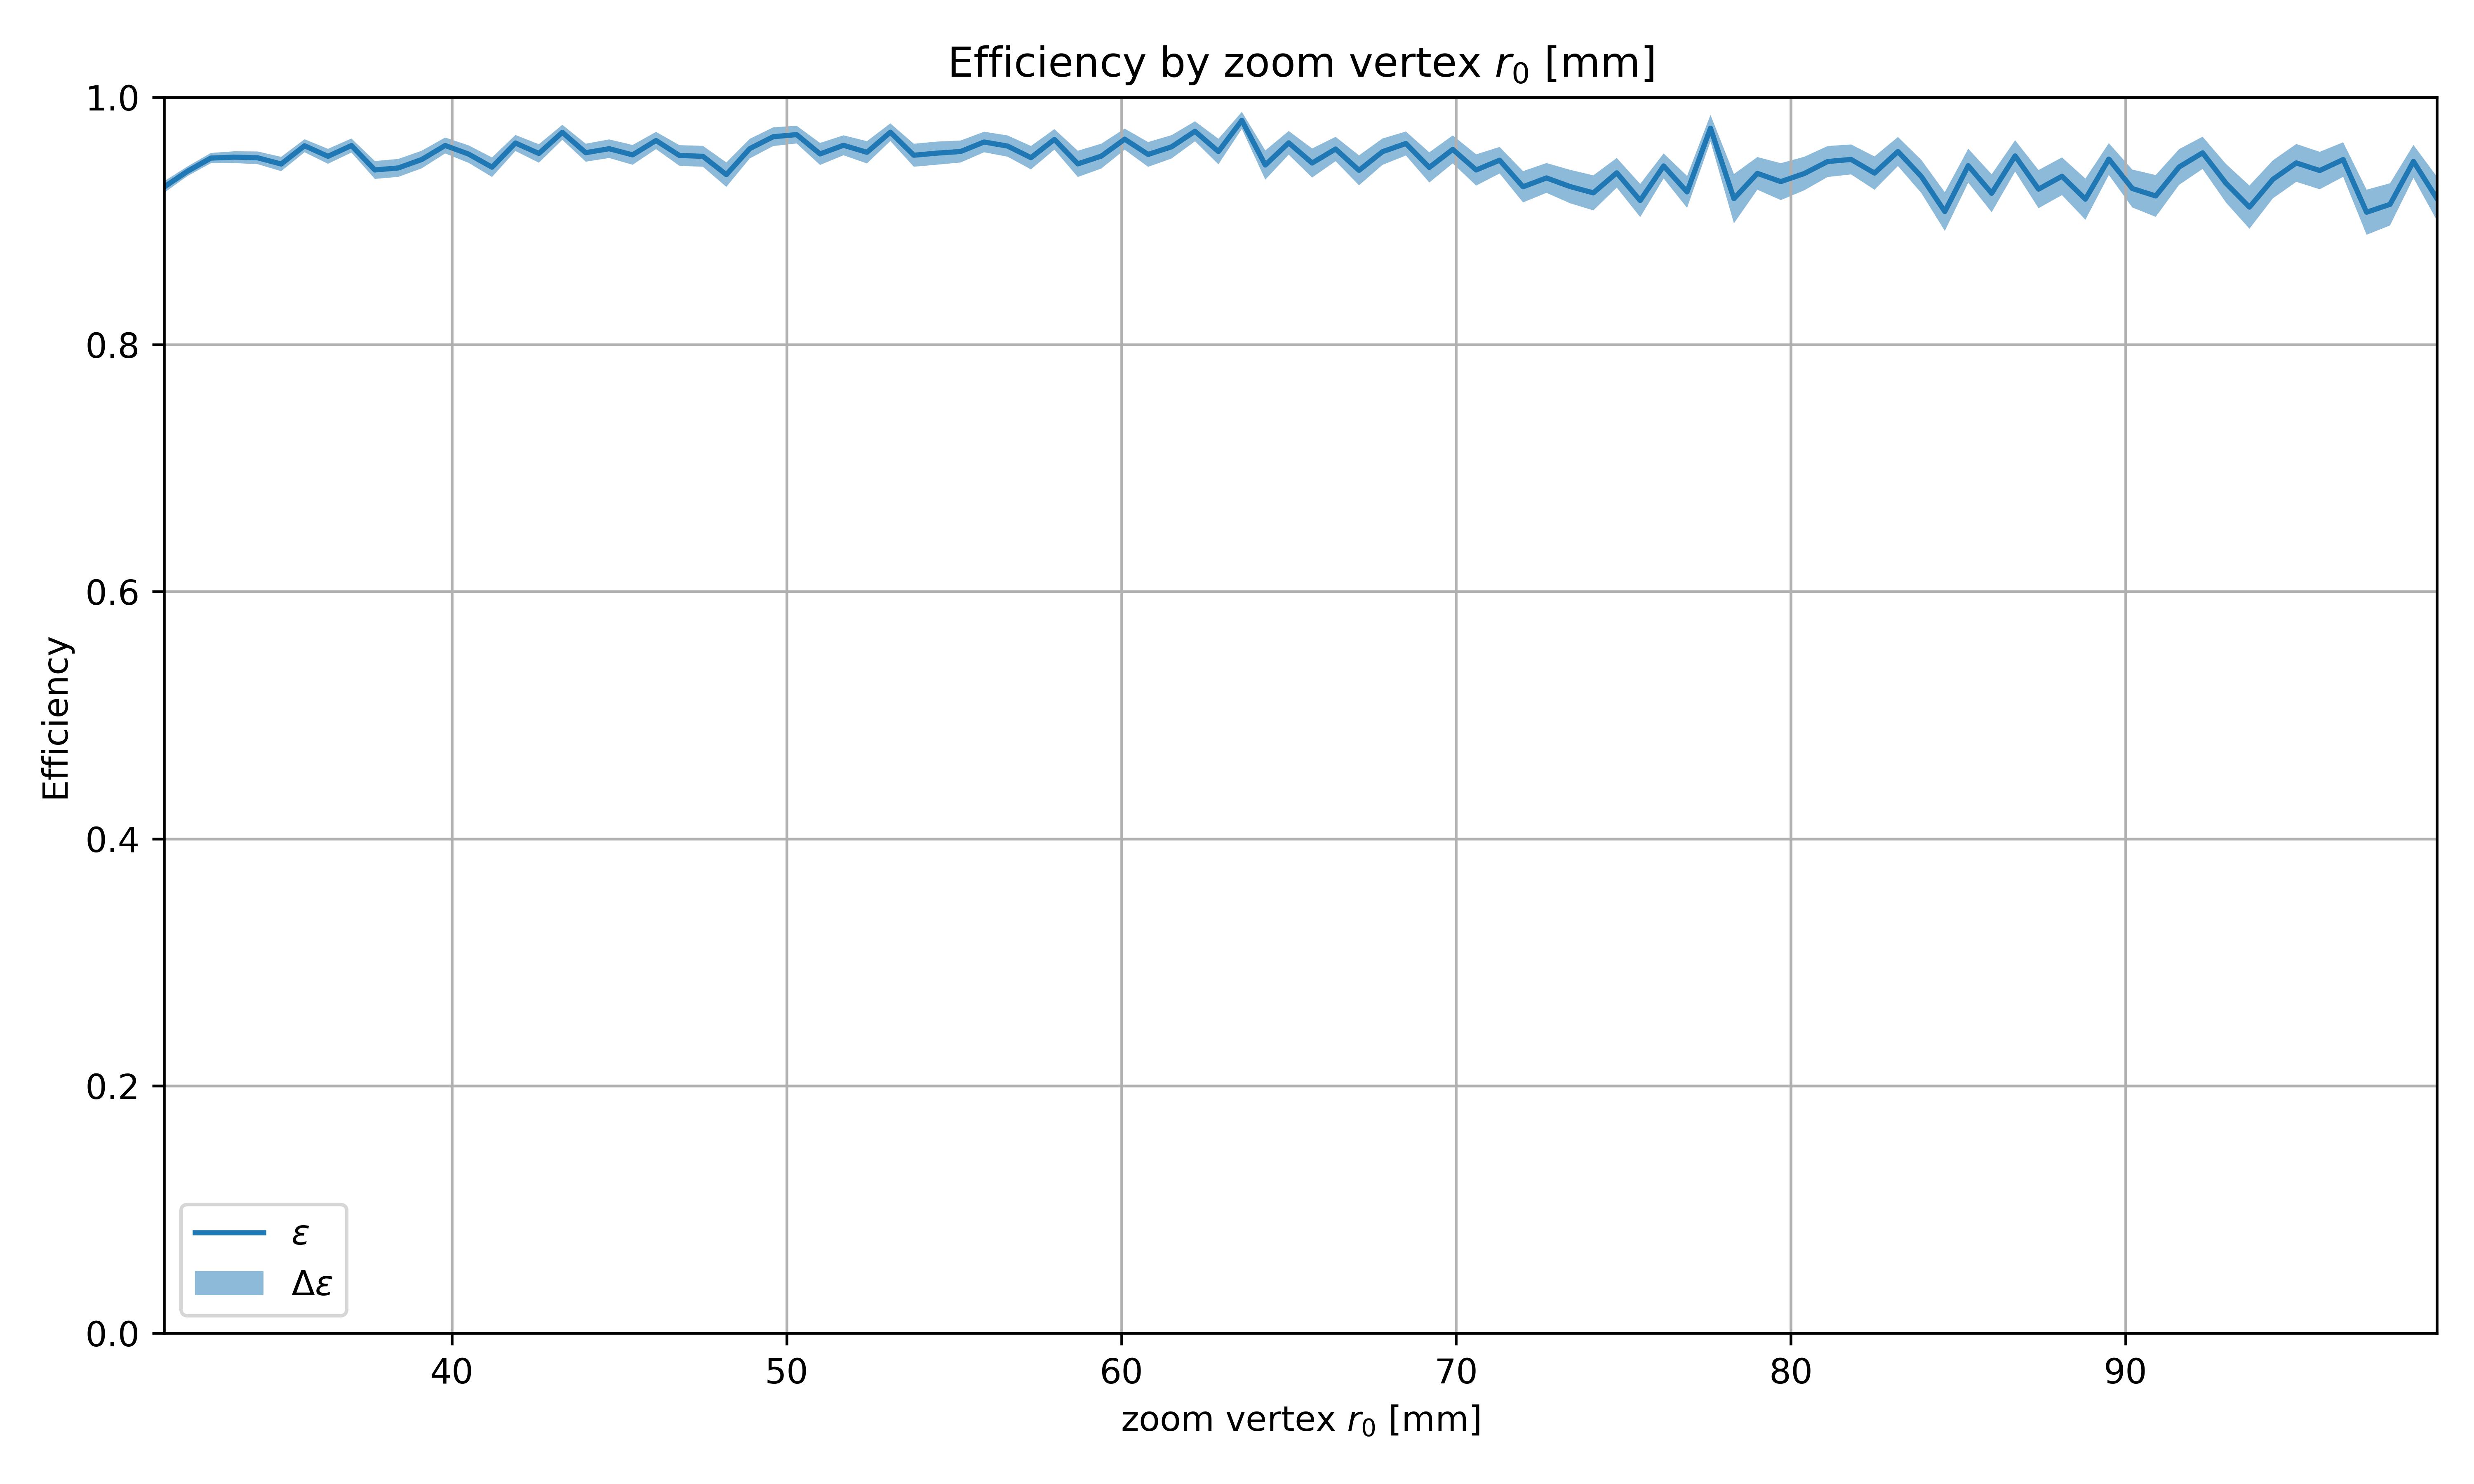 Efficiency by zoom vertex r₀ [mm]
1.0
0.8
0.6
0.4
0.2
0.0
Efficiency
ε
Δε
40 50 60 70 80 90
zoom vertex r₀ [mm]